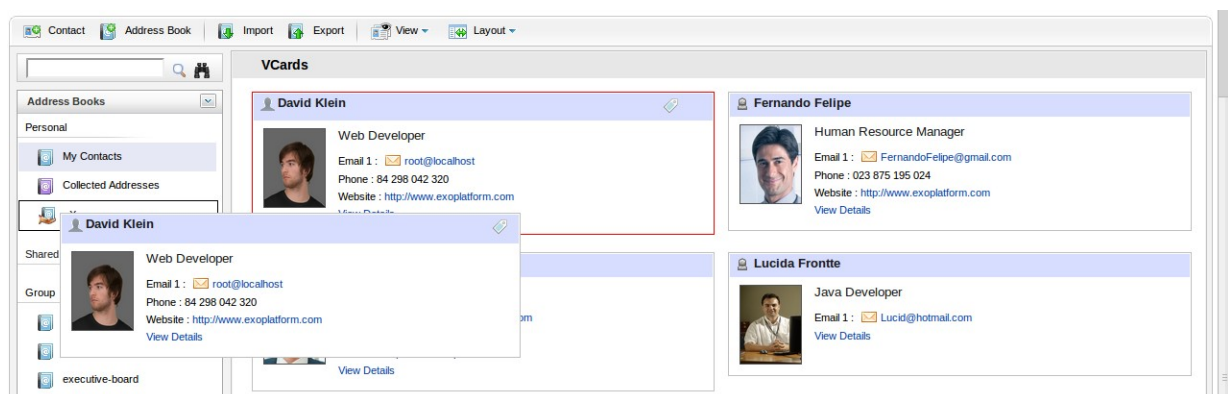 Contact Address Book Import Export View Layout
VCards
Address Books
Personal
My Contacts
Collected Addresses
Shared
Group
executive-board
David Klein
Web Developer
Email 1 : root@localhost
Phone : 84 298 042 320
Website : http://www.exoplatform.com
View Details
Fernando Felipe
Human Resource Manager
Email 1 : FernandoFelipe@gmail.com
Phone : 023 875 195 024
Website : http://www.exoplatform.com
View Details
David Klein
Web Developer
Email 1 : root@localhost
Phone : 84 298 042 320
Website : http://www.exoplatform.com
View Details
View Details
Lucida Frontte
Java Developer
Email 1 : Lucid@hotmail.com
View Details